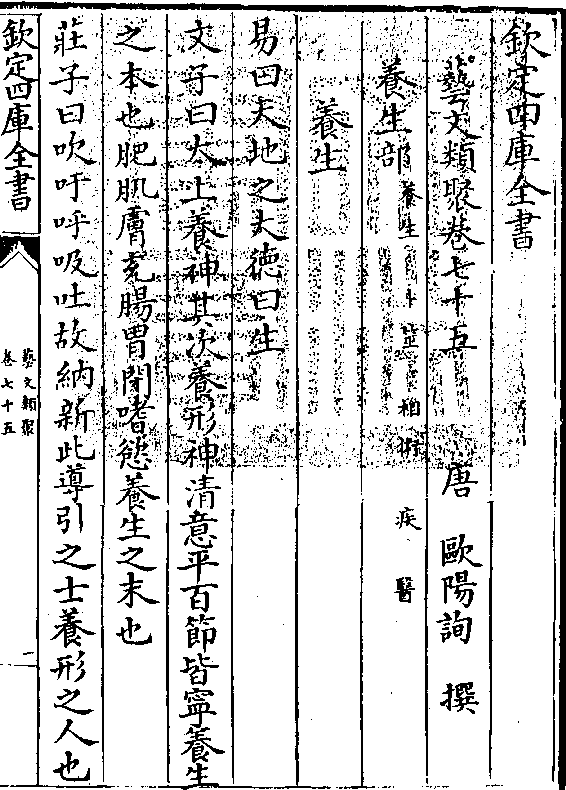 欽定四庫全書
藝文類聚卷七十五
唐 歐陽詢 撰
養生部 養生 卜筮 相術 疾 醫
養生
易曰天地之大徳曰生
文子曰太上養神其次養形神清意平百節皆寧養生
之本也肥肌膚充腸胃閉嗜慾養生之末也
莊子曰吹吁呼吸吐故納新此導引之士養形之人也
欽定四庫全書
藝文類聚
卷七十五
一